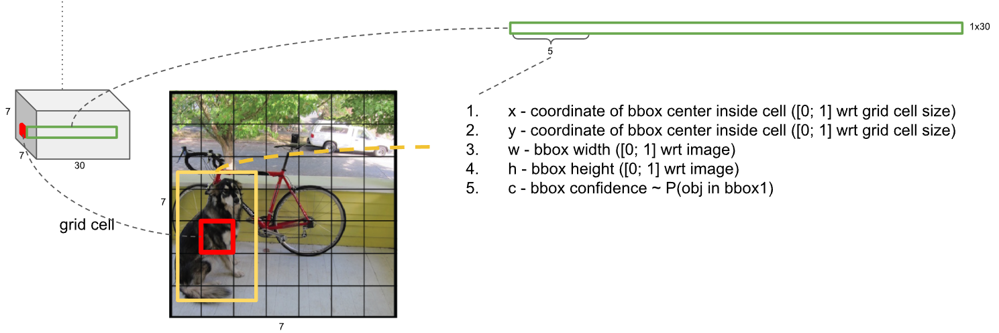 1x30
5
7
7
30
grid cell
7
7
1. x - coordinate of bbox center inside cell ([0; 1] wrt grid cell size)
2. y - coordinate of bbox center inside cell ([0; 1] wrt grid cell size)
3. w - bbox width ([0; 1] wrt image)
4. h - bbox height ([0; 1] wrt image)
5. c - bbox confidence ~ P(obj in bbox1)